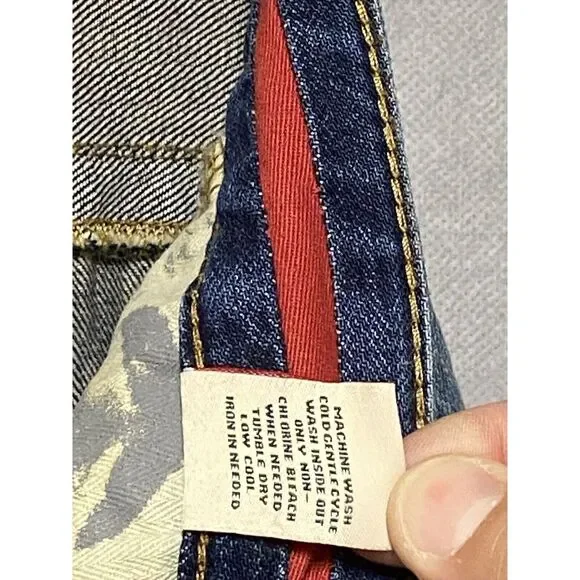 MACHINE WASH
COLD GENTLE CYCLE
WASH INSIDE OUT
ONLY NON-
CHLORINE BLEACH
WHEN NEEDED
TUMBLE DRY
LOW COOL
IRON IN NEEDED